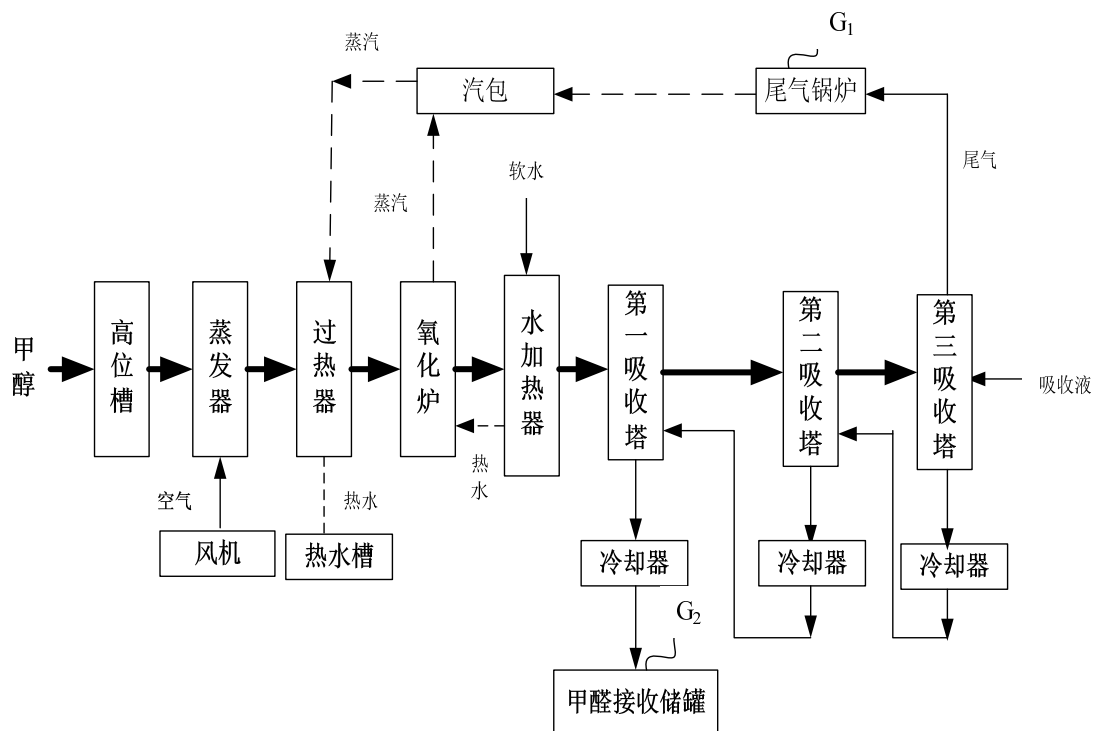 G₁
蒸汽
汽包
尾气锅炉
尾气
软水
蒸汽
甲醇
高位槽
蒸发器
过热器
氧化炉
水加热器
第一吸收塔
第二吸收塔
第三吸收塔
吸收液
热水
空气
热水
风机
热水槽
冷却器
冷却器
冷却器
G₂
甲醛接收储罐